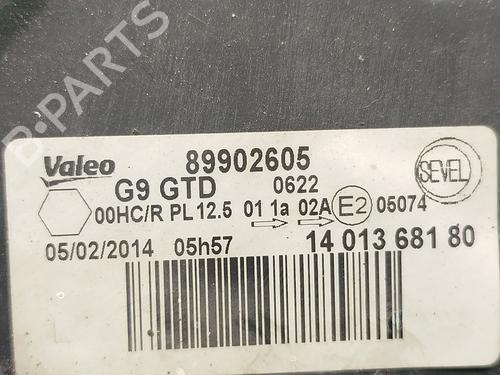 B-PARTS
Valeo 89902605 SEVEL
G9 GTD 0622
00HC/R PL 12.5 01 1a 02A E2 05074
05/02/2014 05h57 14 013 681 80